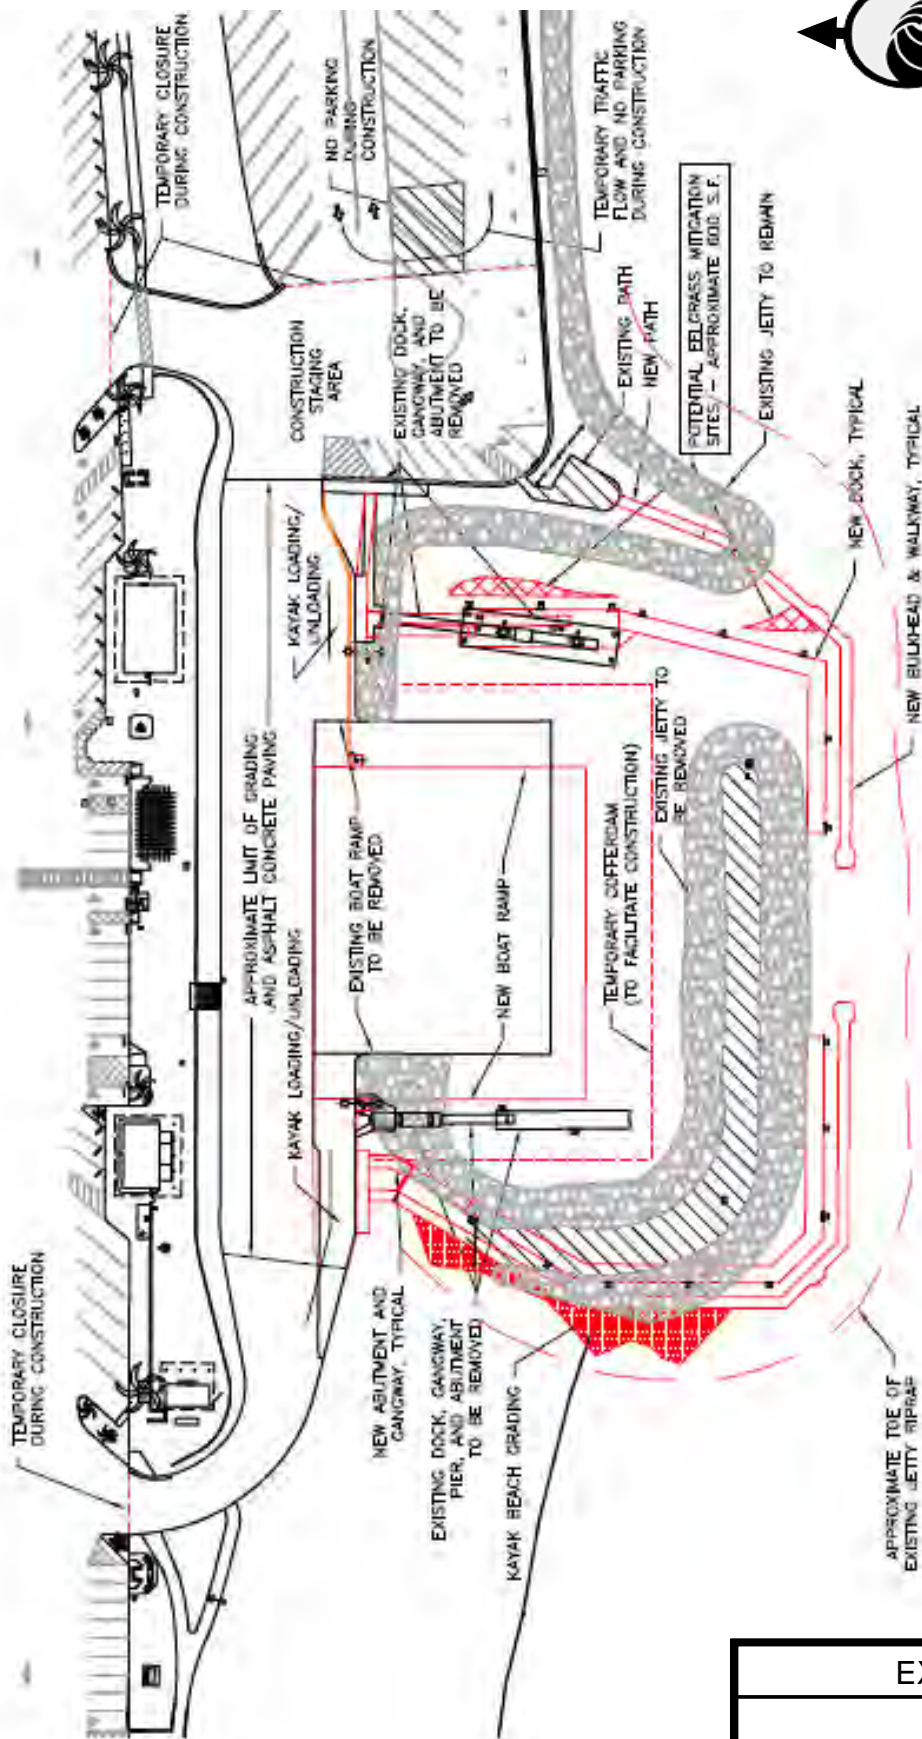 TEMPORARY CLOSURE
DURING CONSTRUCTION
NO PARKING
DURING
CONSTRUCTION
TEMPORARY TRAFFIC
FLOW AND NO PARKING
DURING CONSTRUCTION
CONSTRUCTION
STAGING
AREA
EXISTING DOCK,
GANGWAY, AND
ABUTMENT TO BE
REMOVED
EXISTING PATH
NEW PATH
POTENTIAL EELGRASS MITIGATION
SITES - APPROXIMATE 600 S.F.
EXISTING JETTY TO REMAIN
NEW DOCK, TYPICAL
NEW BULKHEAD & WALKWAY, TYPICAL
KAYAK LOADING/
UNLOADING
APPROXIMATE LIMIT OF GRADING
AND ASPHALT CONCRETE PAVING
KAYAK LOADING/UNLOADING
EXISTING BOAT RAMP
TO BE REMOVED
NEW BOAT RAMP
TEMPORARY COFFERDAM
(TO FACILITATE CONSTRUCTION)
EXISTING JETTY TO
BE REMOVED
TEMPORARY CLOSURE
DURING CONSTRUCTION
NEW ABUTMENT AND
GANGWAY, TYPICAL
EXISTING DOCK, GANGWAY,
PIER, AND ABUTMENT
TO BE REMOVED
KAYAK BEACH GRADING
APPROXIMATE TOE OF
EXISTING JETTY RIPRAP
EX